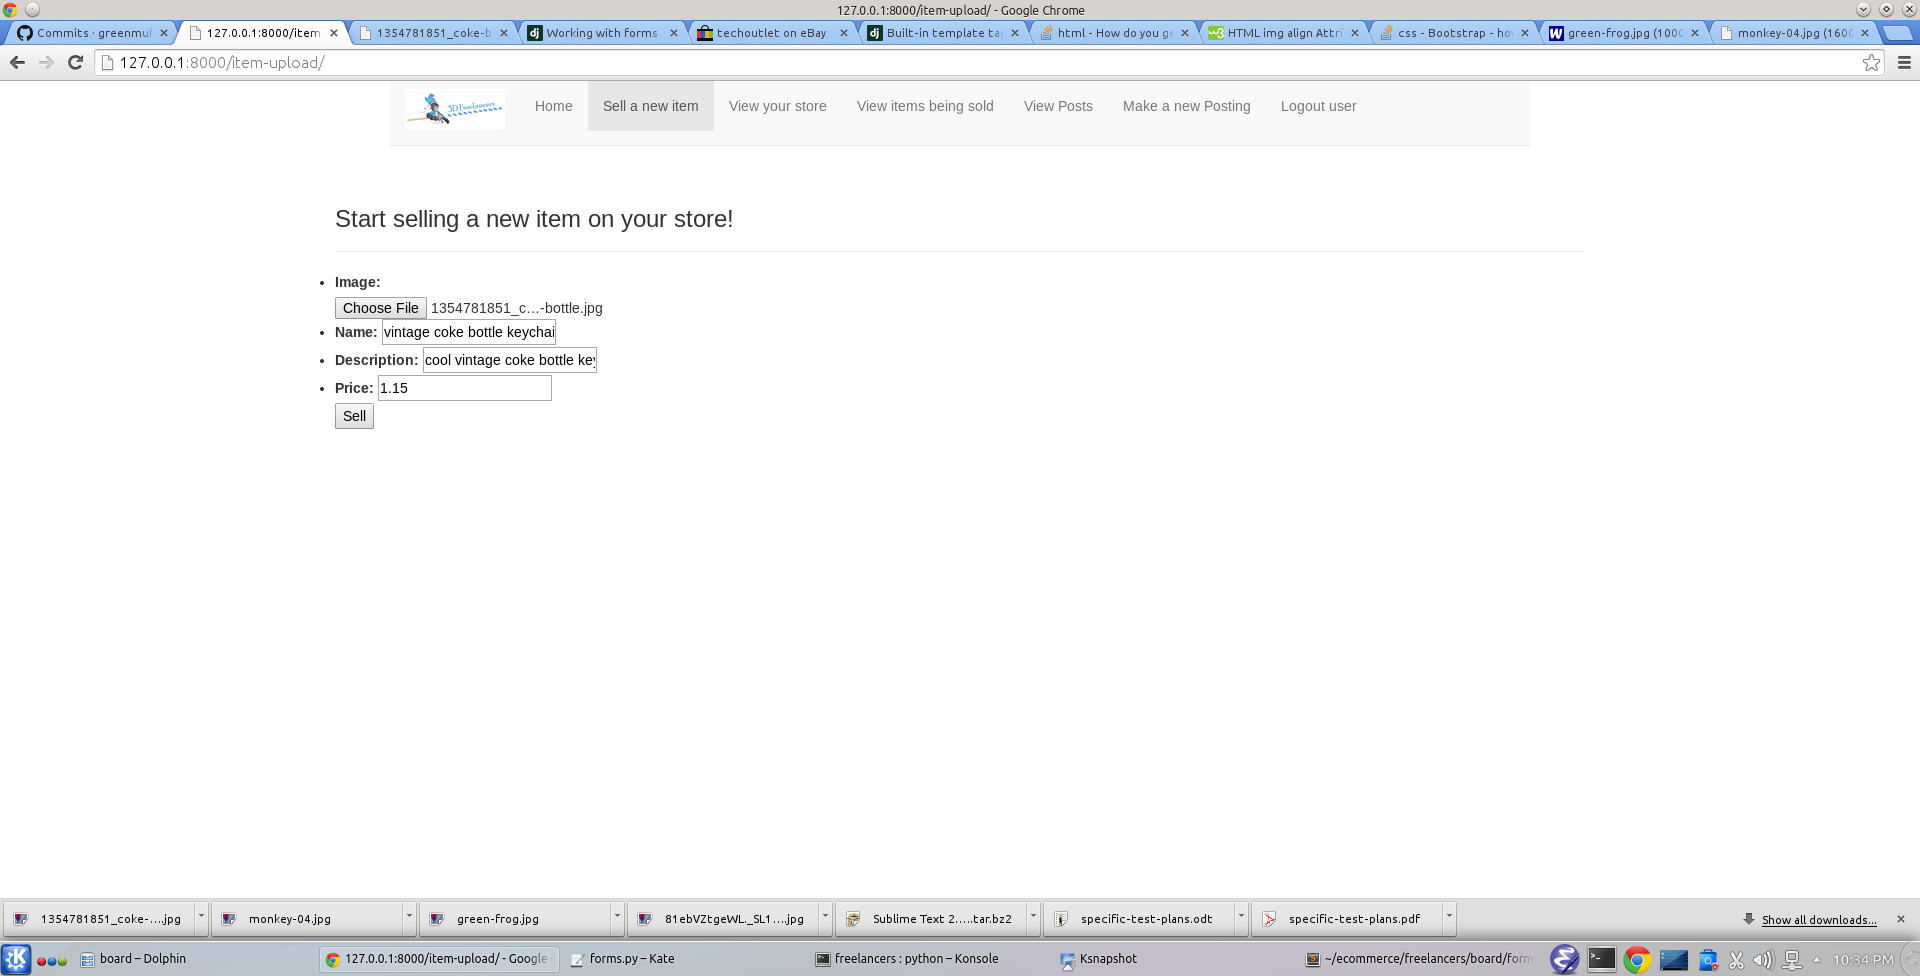 127.0.0.1:8000/item-upload/ - Google Chrome
Commits · greenmul
127.0.0.1:8000/item
1354781851_coke-b
Working with forms
techoutlet on eBay
Built-in template tag
html - How do you ge
HTML img align Attri
css - Bootstrap - how
green-frog.jpg (1000
monkey-04.jpg (1600
127.0.0.1:8000/item-upload/
3DFreelancers
Home
Sell a new item
View your store
View items being sold
View Posts
Make a new Posting
Logout user
Start selling a new item on your store!
Image:
Choose File 1354781851_c...-bottle.jpg
Name: vintage coke bottle keychai
Description: cool vintage coke bottle key
Price: 1.15
Sell
1354781851_coke-....jpg
monkey-04.jpg
green-frog.jpg
81ebVZtgeWL._SL1....jpg
Sublime Text 2.....tar.bz2
specific-test-plans.odt
specific-test-plans.pdf
Show all downloads...
board – Dolphin
127.0.0.1:8000/item-upload/ - Google C
forms.py – Kate
freelancers : python – Konsole
Ksnapshot
~/ecommerce/freelancers/board/form
10:34 PM